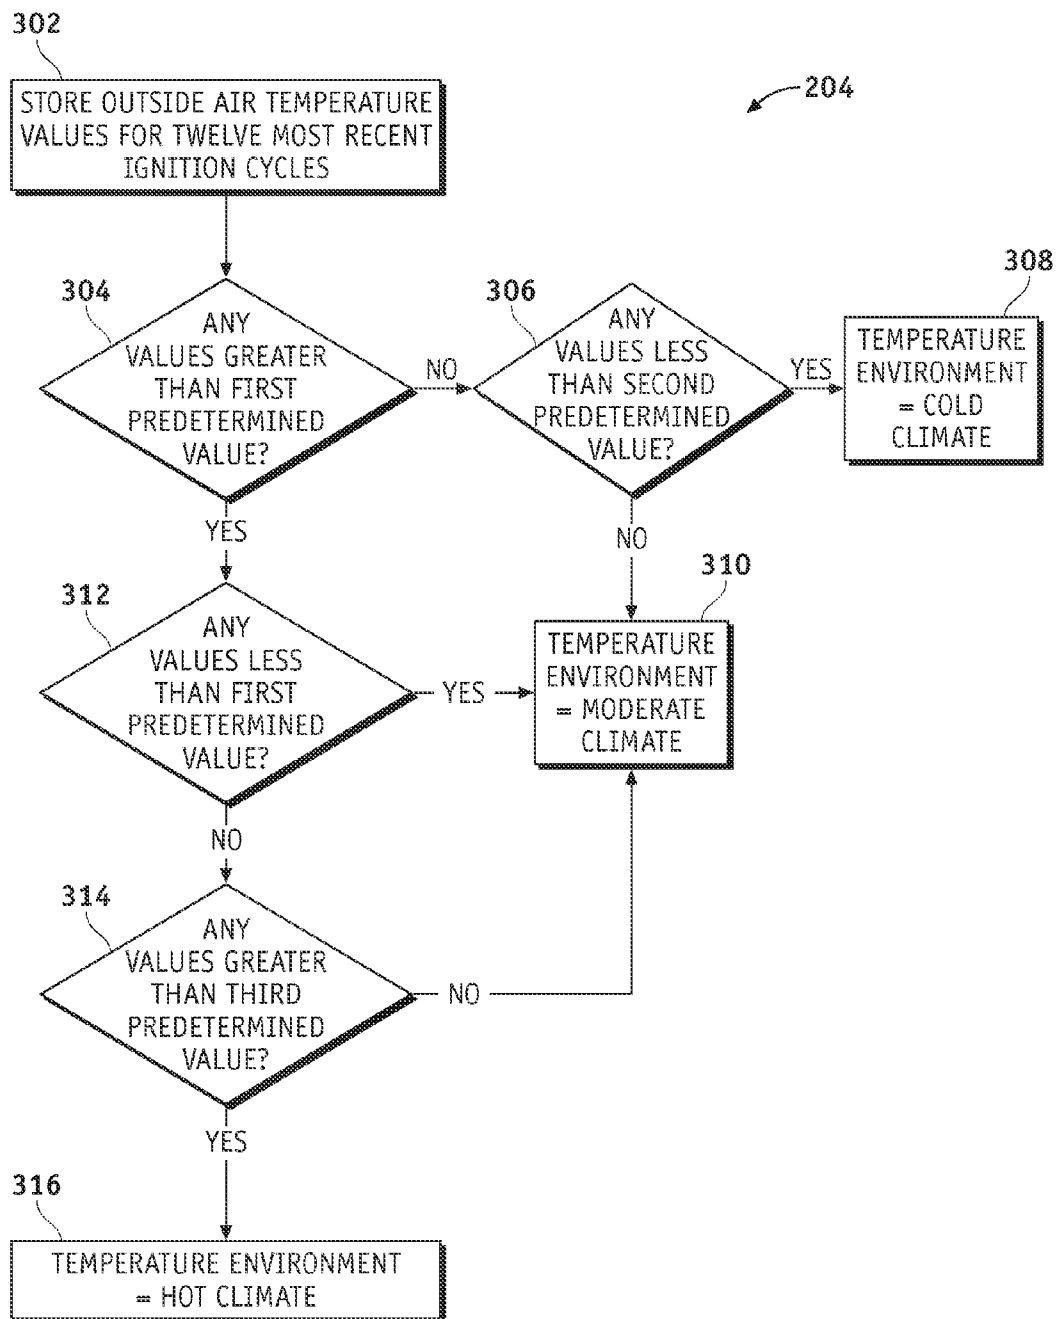 302
STORE OUTSIDE AIR TEMPERATURE
VALUES FOR TWELVE MOST RECENT
IGNITION CYCLES
204
304
ANY
VALUES GREATER
THAN FIRST
PREDETERMINED
VALUE?
NO
306
ANY
VALUES LESS
THAN SECOND
PREDETERMINED
VALUE?
YES
308
TEMPERATURE
ENVIRONMENT
= COLD
CLIMATE
YES
NO
312
ANY
VALUES LESS
THAN FIRST
PREDETERMINED
VALUE?
YES
310
TEMPERATURE
ENVIRONMENT
= MODERATE
CLIMATE
NO
314
ANY
VALUES GREATER
THAN THIRD
PREDETERMINED
VALUE?
NO
YES
316
TEMPERATURE ENVIRONMENT
= HOT CLIMATE